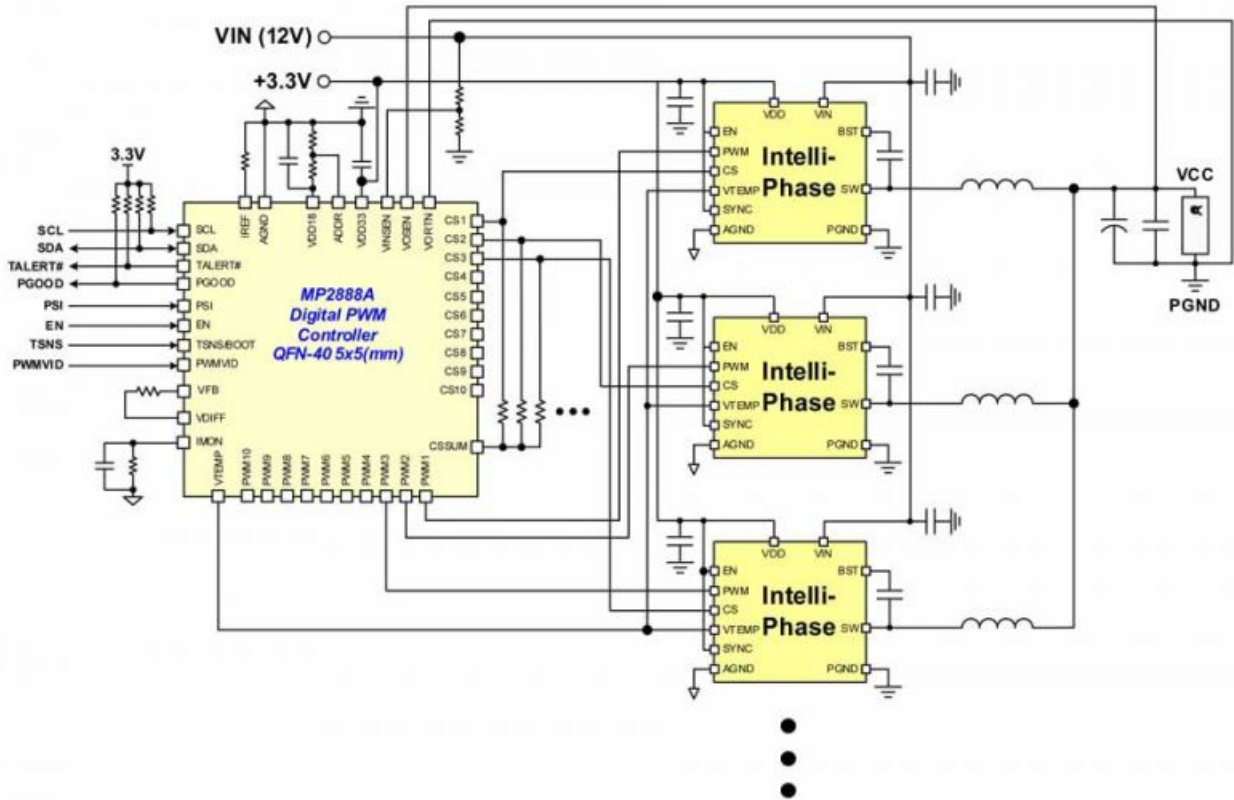 VIN (12V)
+3.3V
3.3V
SCL
SDA
TALERT#
PGOOD
PSI
EN
TSNS
PWMVID
IREF
AGND
VDD18
ADDR
VDD33
VINSEN
VOSEN
VORTN
SCL
SDA
TALERT#
PGOOD
PSI
EN
TSNS/BOOT
PWMVID
VFB
VDIFF
IMON
MP2888A
Digital PWM
Controller
QFN-40 5x5(mm)
CS1
CS2
CS3
CS4
CS5
CS6
CS7
CS8
CS9
CS10
CSSUM
VTEMP
PWM10
PWM9
PWM8
PWM7
PWM6
PWM5
PWM4
PWM3
PWM2
PWM1
VDD
VIN
EN
PWM
CS
VTEMP
SYNC
AGND
Intelli-
Phase
BST
SW
PGND
VDD
VIN
EN
PWM
CS
VTEMP
SYNC
AGND
Intelli-
Phase
BST
SW
PGND
VDD
VIN
EN
PWM
CS
VTEMP
SYNC
AGND
Intelli-
Phase
BST
SW
PGND
VCC
PGND